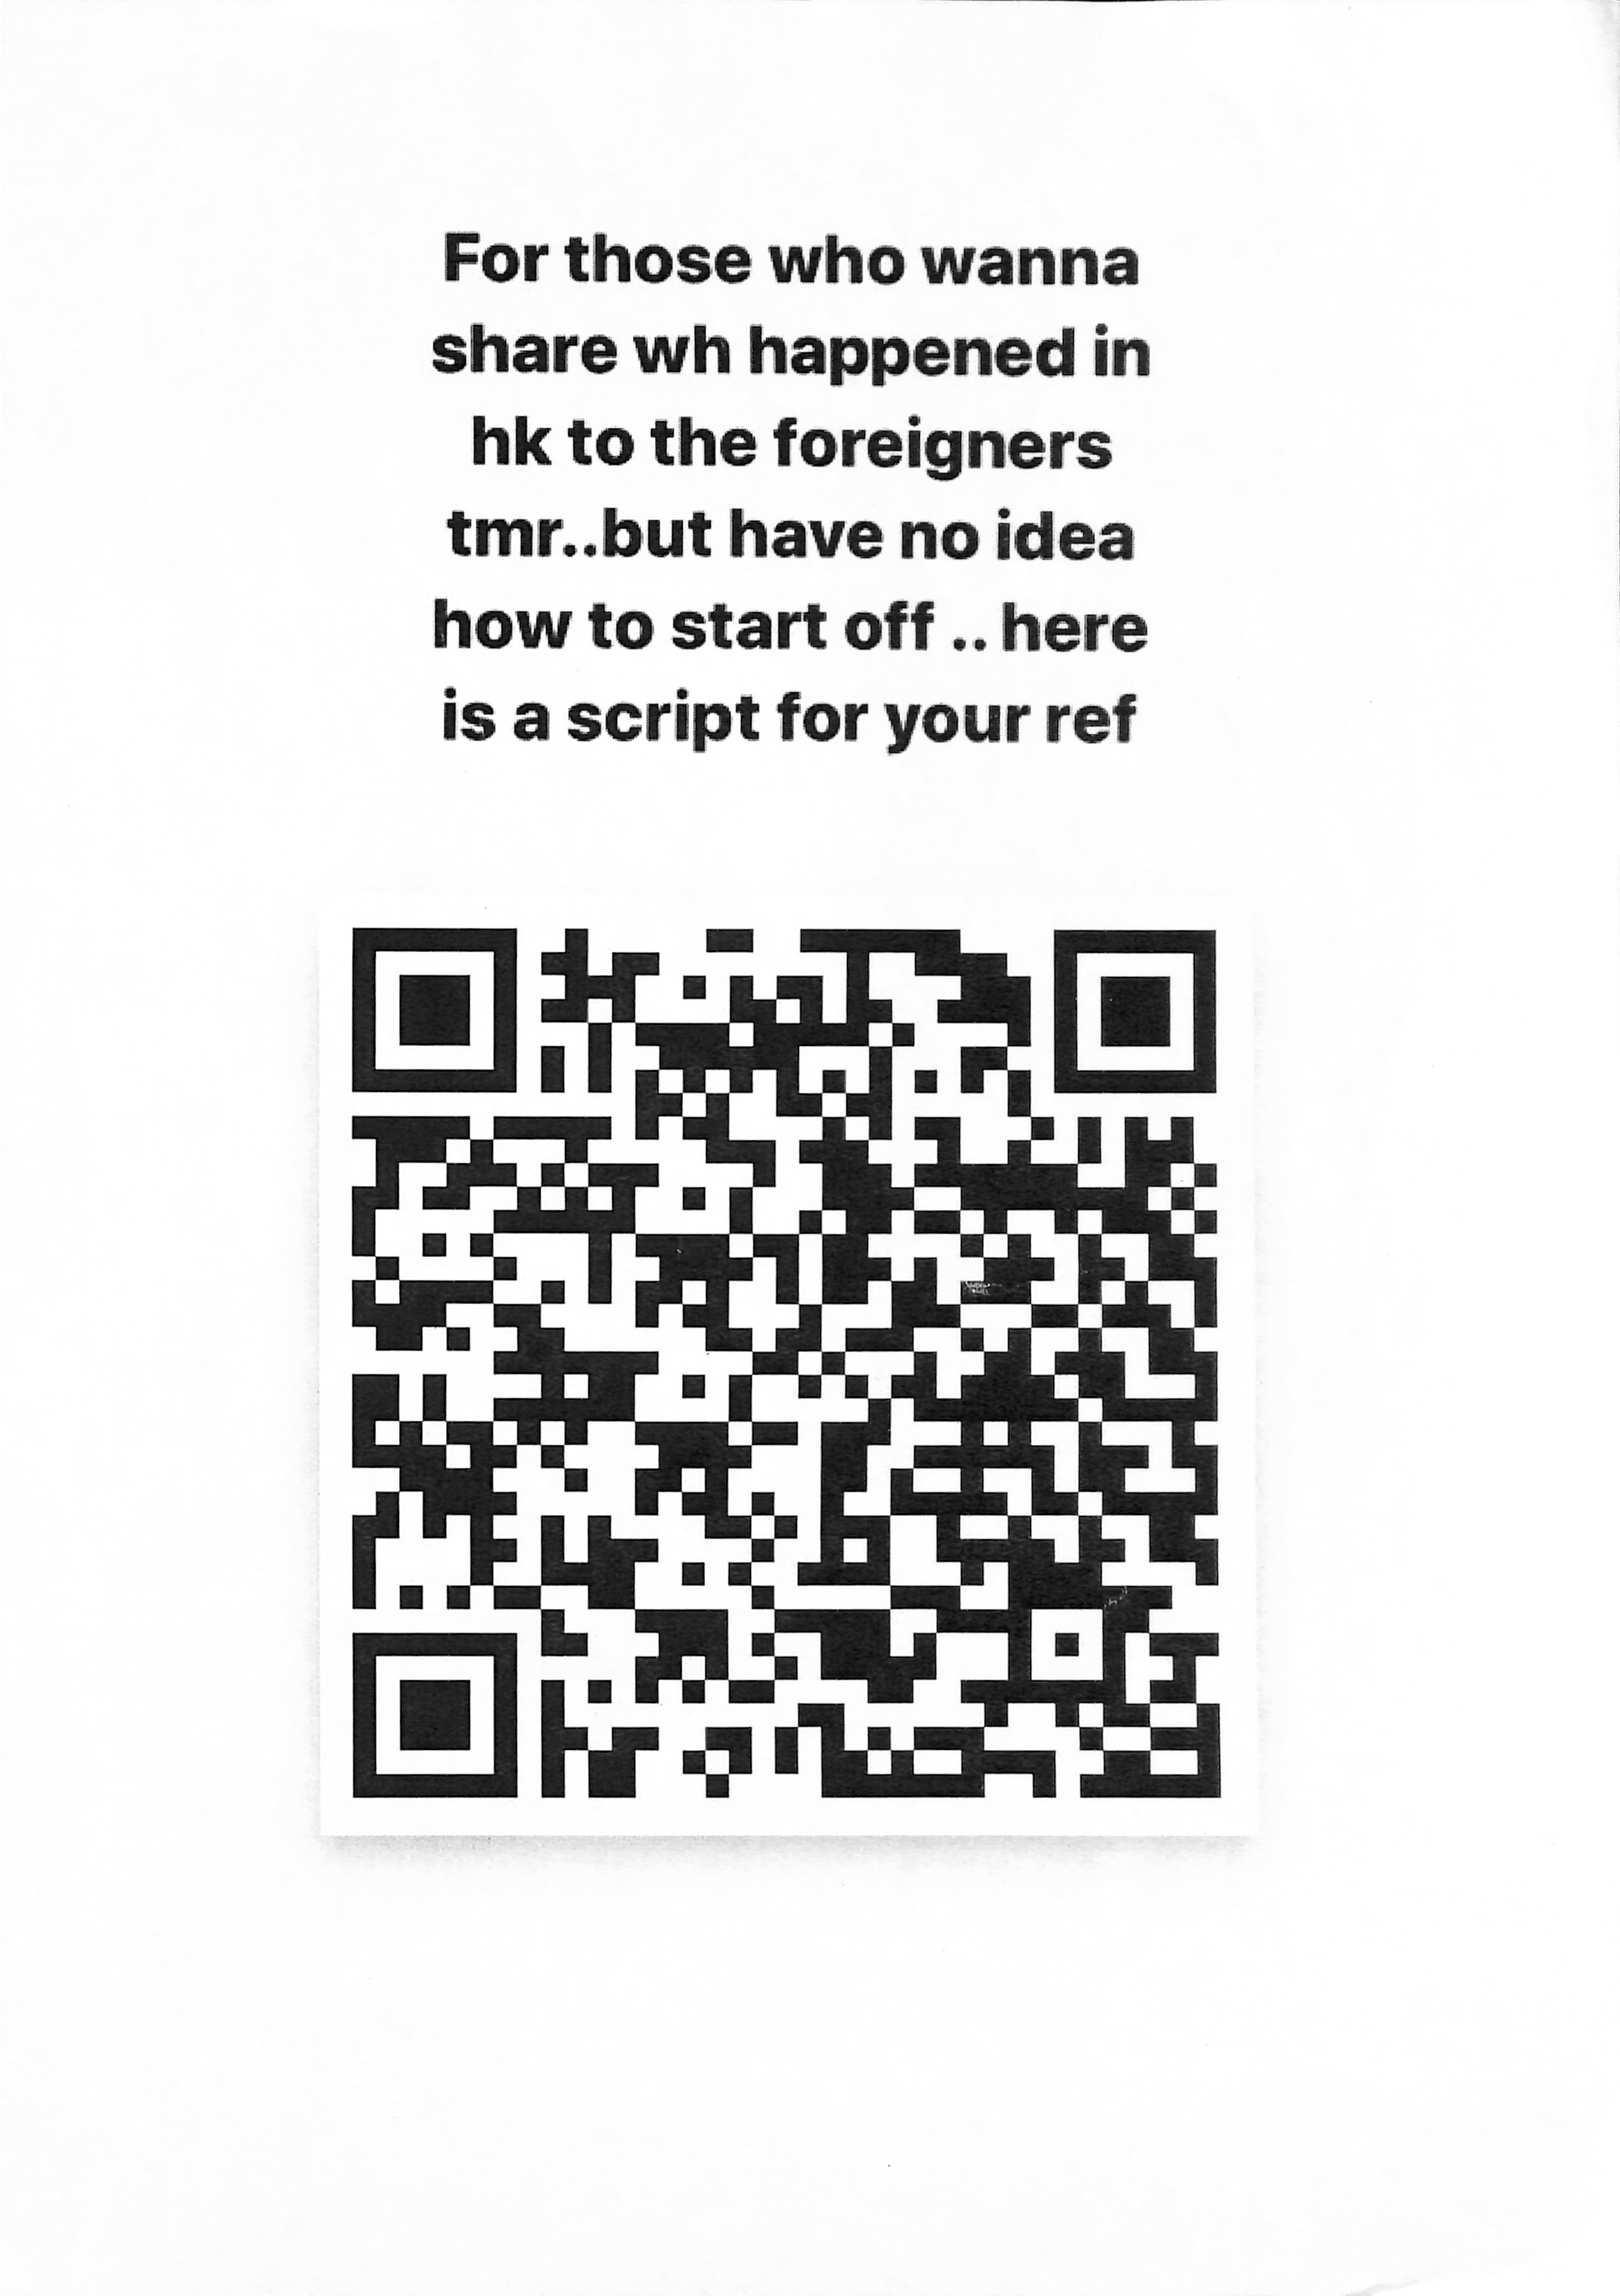 For those who wanna
share wh happened in
hk to the foreigners
tmr..but have no idea
how to start off .. here
is a script for your ref